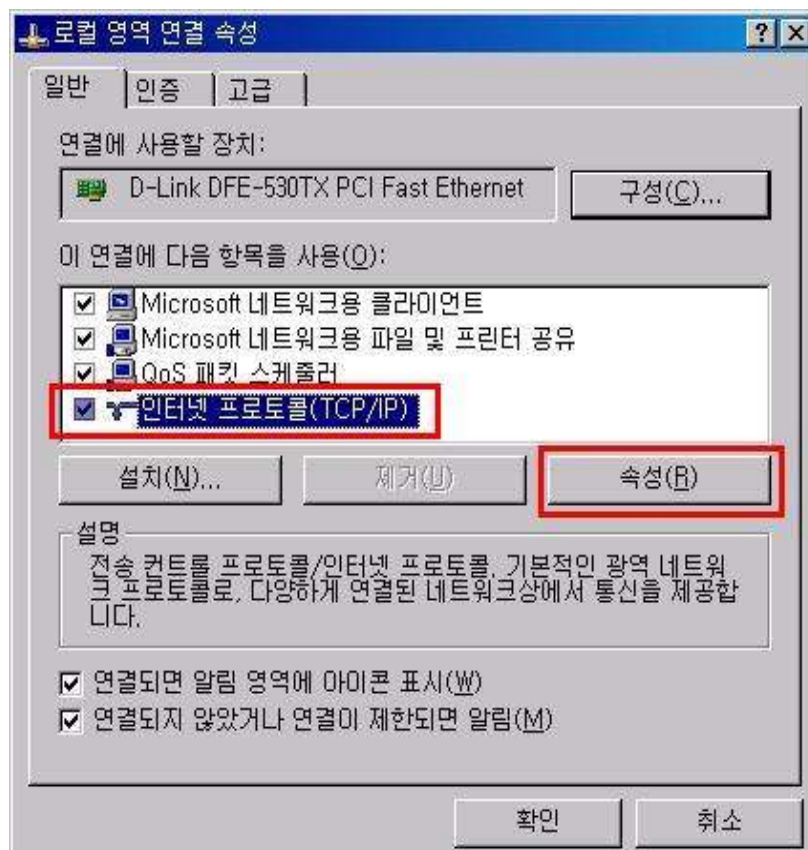 로컬 영역 연결 속성
일반 인증 고급
연결에 사용할 장치:
D-Link DFE-530TX PCI Fast Ethernet
구성(C)...
이 연결에 다음 항목을 사용(O):
Microsoft 네트워크용 클라이언트
Microsoft 네트워크용 파일 및 프린터 공유
QoS 패킷 스케줄러
인터넷 프로토콜(TCP/IP)
설치(N)... 제거(U) 속성(R)
설명
전송 컨트롤 프로토콜/인터넷 프로토콜. 기본적인 광역 네트워
크 프로토콜로, 다양하게 연결된 네트워크상에서 통신을 제공합
니다.
연결되면 알림 영역에 아이콘 표시(W)
연결되지 않았거나 연결이 제한되면 알림(M)
확인 취소